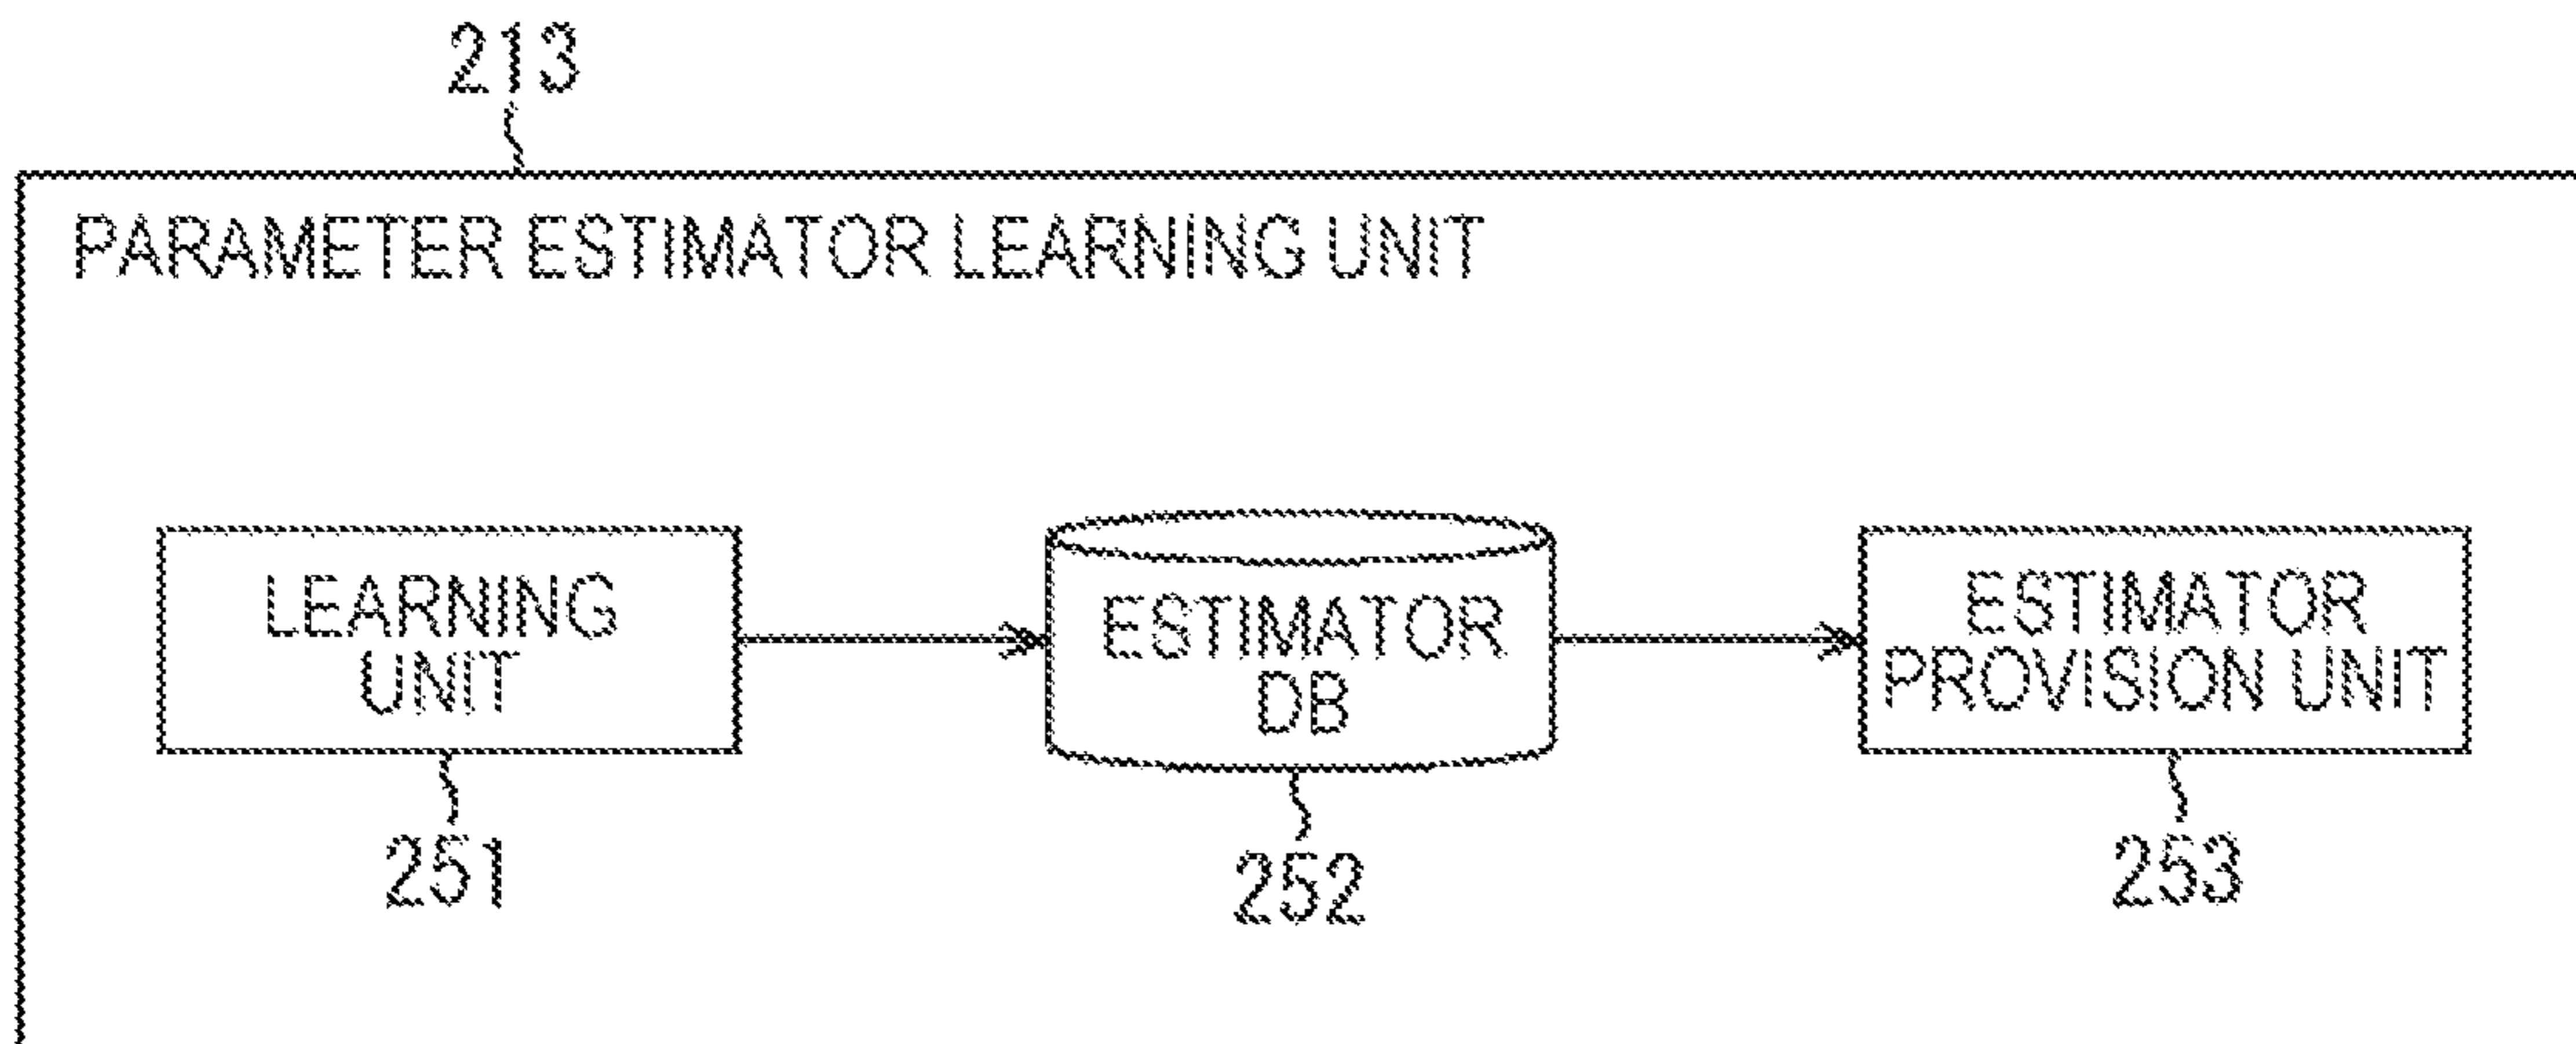 213
PARAMETER ESTIMATOR LEARNING UNIT
LEARNING
UNIT
ESTIMATOR
DB
ESTIMATOR
PROVISION UNIT
251
252
253